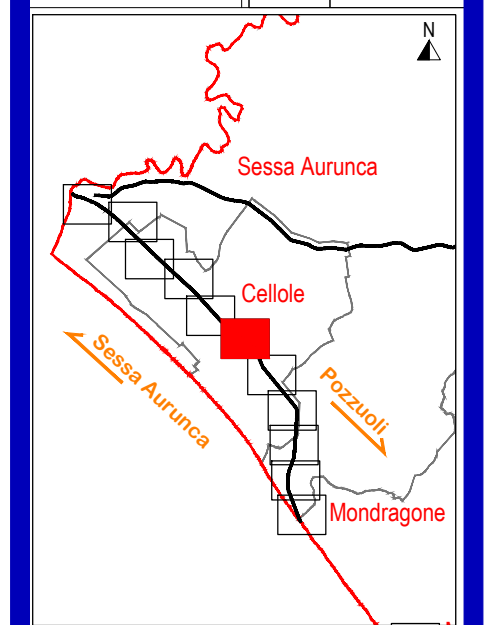 N
Sessa Aurunca
Cellole
Sessa Aurunca
Pozzuoli
Mondragone